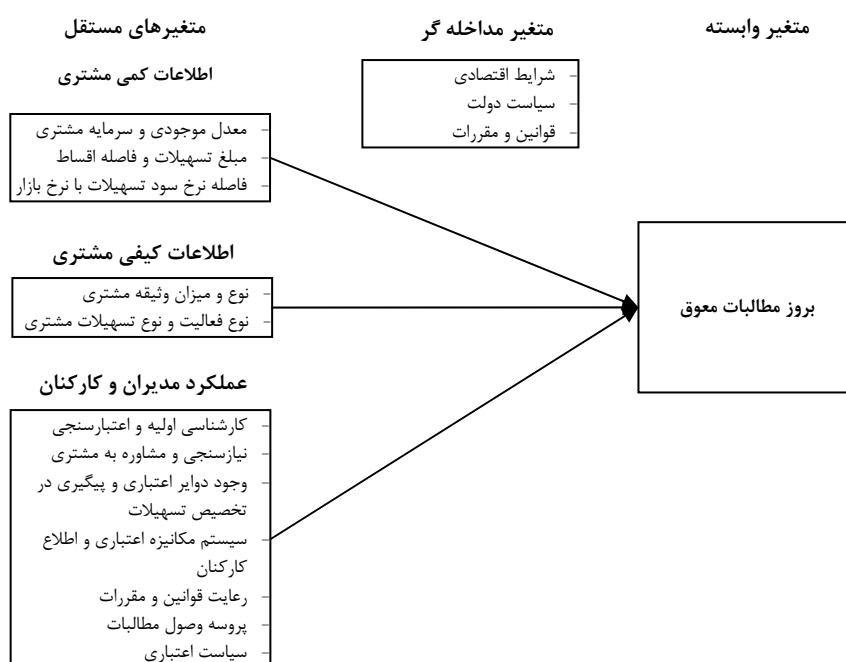 متغیرهای مستقل
متغیر مداخله گر
متغیر وابسته
اطلاعات کمی مشتری
- شرایط اقتصادی
- سیاست دولت
- قوانین و مقررات
- معدل موجودی و سرمایه مشتری
- مبلغ تسهیلات و فاصله اقساط
- فاصله نرخ سود تسهیلات با نرخ بازار
اطلاعات کیفی مشتری
- نوع و میزان وثیقه مشتری
- نوع فعالیت و نوع تسهیلات مشتری
بروز مطالبات معوق
عملکرد مدیران و کارکنان
- کارشناسی اولیه و اعتبارسنجی
- نیازسنجی و مشاوره به مشتری
- وجود دوایر اعتباری و پیگیری در
تخصیص تسهیلات
- سیستم مکانیزه اعتباری و اطلاع
کارکنان
- رعایت قوانین و مقررات
- پروسه وصول مطالبات
- سیاست اعتباری